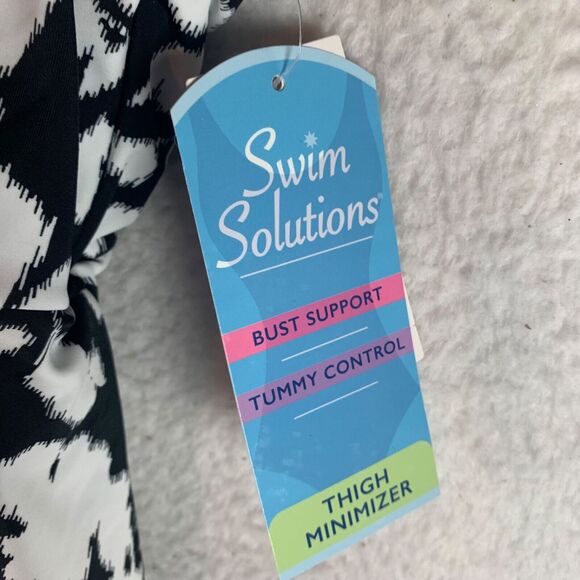 Swim
Solutions®
BUST SUPPORT
TUMMY CONTROL
THIGH
MINIMIZER